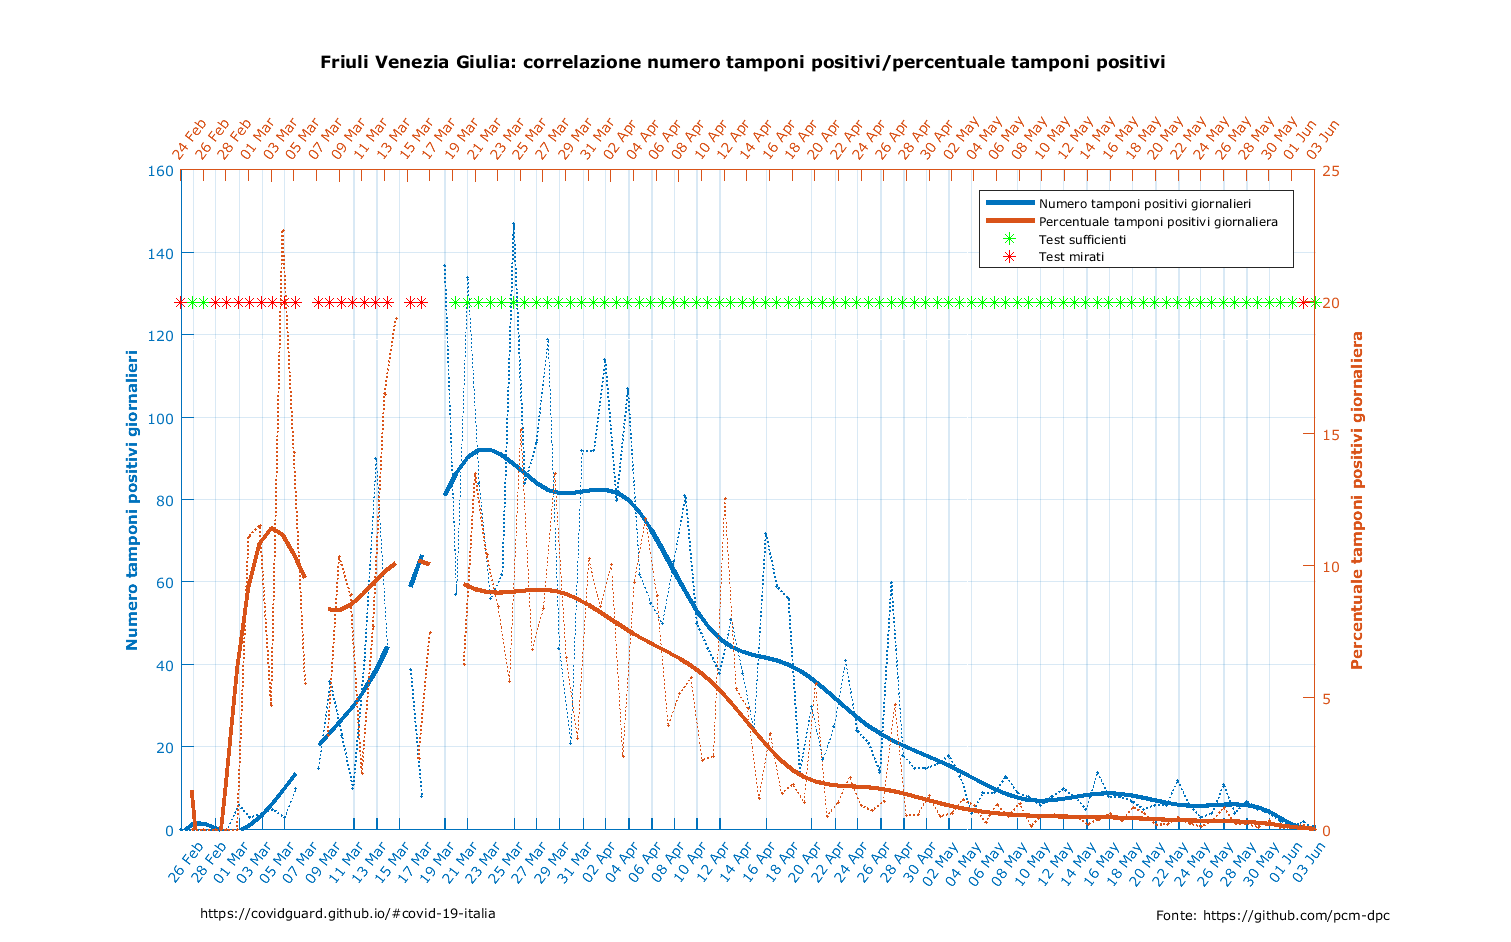 Friuli Venezia Giulia: correlazione numero tamponi positivi/percentuale tamponi positivi
24 Feb 26 Feb 28 Feb 01 Mar 03 Mar 05 Mar 07 Mar 09 Mar 11 Mar 13 Mar 15 Mar 17 Mar 19 Mar 21 Mar 23 Mar 25 Mar 27 Mar 29 Mar 31 Mar 02 Apr 04 Apr 06 Apr 08 Apr 10 Apr 12 Apr 14 Apr 16 Apr 18 Apr 20 Apr 22 Apr 24 Apr 26 Apr 28 Apr 30 Apr 02 May 04 May 06 May 08 May 10 May 12 May 14 May 16 May 18 May 20 May 22 May 24 May 26 May 28 May 30 May 01 Jun 03 Jun
160
140
120
100
80
60
40
20
0
Numero tamponi positivi giornalieri
Numero tamponi positivi giornalieri
Percentuale tamponi positivi giornaliera
Test sufficienti
Test mirati
25
20
15
10
5
0
Percentuale tamponi positivi giornaliera
26 Feb 28 Feb 01 Mar 03 Mar 05 Mar 07 Mar 09 Mar 11 Mar 13 Mar 15 Mar 17 Mar 19 Mar 21 Mar 23 Mar 25 Mar 27 Mar 29 Mar 31 Mar 02 Apr 04 Apr 06 Apr 08 Apr 10 Apr 12 Apr 14 Apr 16 Apr 18 Apr 20 Apr 22 Apr 24 Apr 26 Apr 28 Apr 30 Apr 02 May 04 May 06 May 08 May 10 May 12 May 14 May 16 May 18 May 20 May 22 May 24 May 26 May 28 May 30 May 01 Jun 03 Jun
https://covidguard.github.io/#covid-19-italia
Fonte: https://github.com/pcm-dpc